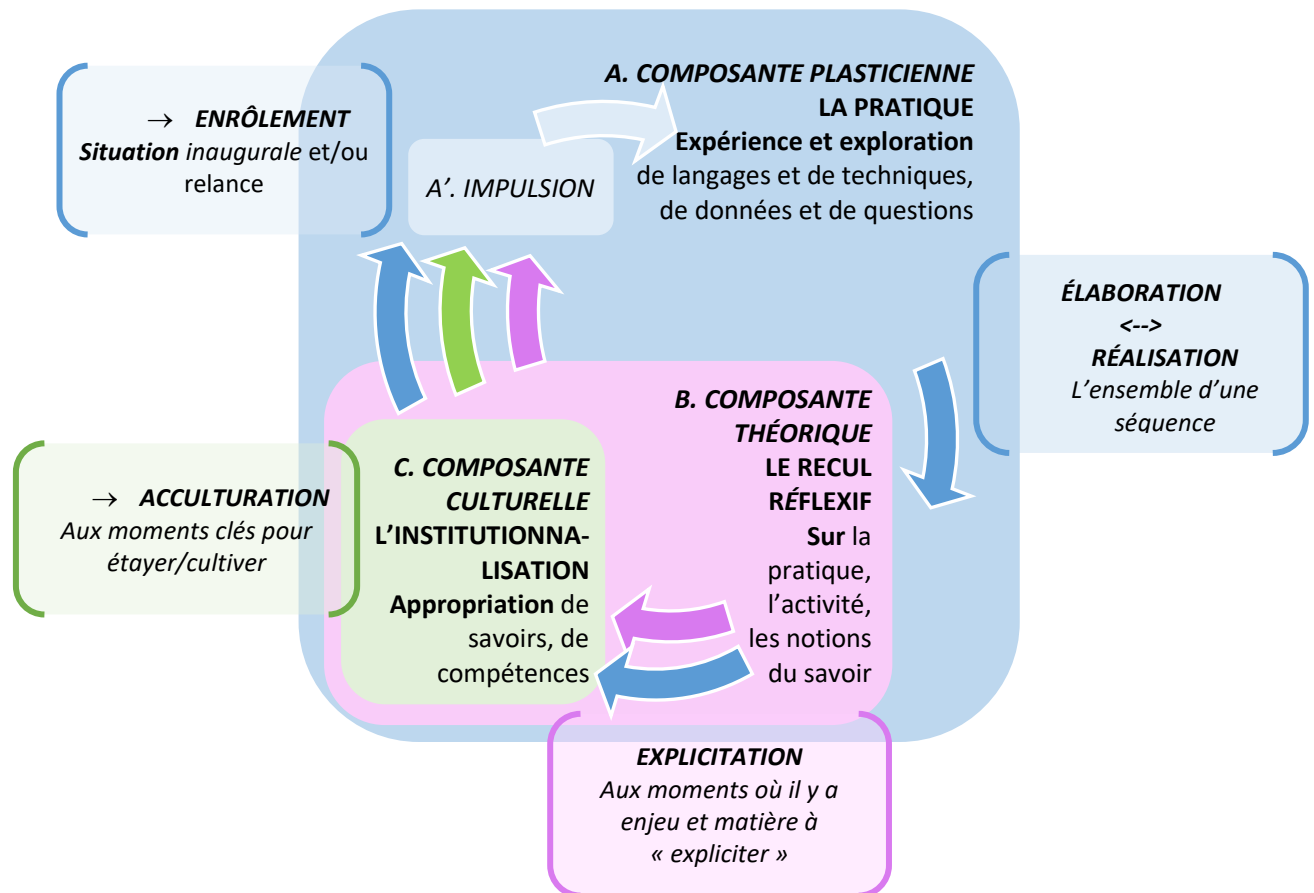 → ENRÔLEMENT
Situation inaugurale et/ou
relance
A. COMPOSANTE PLASTICIENNE
LA PRATIQUE
Expérience et exploration
de langages et de techniques,
de données et de questions
A’. IMPULSION
ÉLABORATION
<-->
RÉALISATION
L’ensemble d’une
séquence
B. COMPOSANTE
THÉORIQUE
LE RECUL
RÉFLEXIF
Sur la
pratique,
l’activité,
les notions
du savoir
C. COMPOSANTE
CULTURELLE
L’INSTITUTIONNA-
LISATION
Appropriation de
savoirs, de
compétences
→ ACCULTURATION
Aux moments clés pour
étayer/cultiver
EXPLICITATION
Aux moments où il y a
enjeu et matière à
« expliciter »